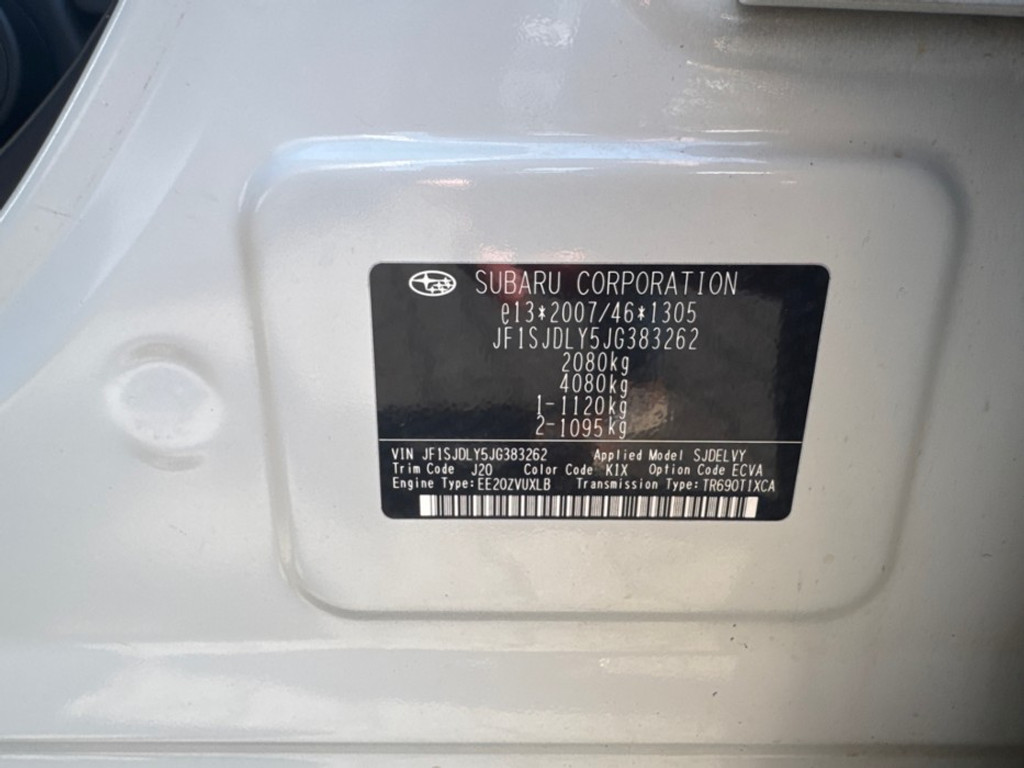 SUBARU CORPORATION
e13*2007/46*1305
JF1SJDLY5JG383262
2080kg
4080kg
1-1120kg
2-1095kg
VIN JF1SJDLY5JG383262 Applied Model SJDELVY
Trim Code J20 Color Code K1X Option Code ECVA
Engine Type:EE20ZVUXLB Transmission Type:TR690T1XCA